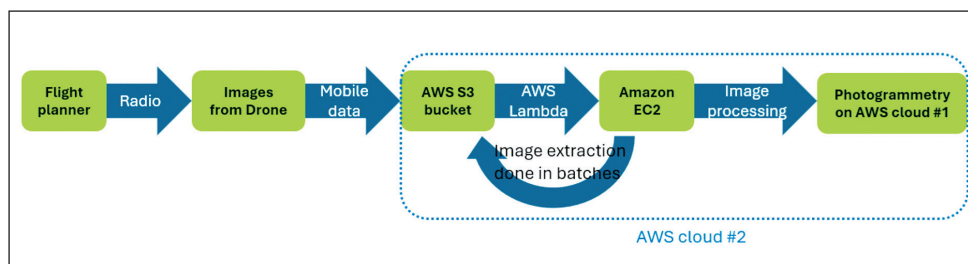 Flight
planner
Radio
Images
from Drone
Mobile
data
AWS S3
bucket
AWS
Lambda
Amazon
EC2
Image
processing
Photogrammetry
on AWS cloud #1
Image extraction
done in batches
AWS cloud #2